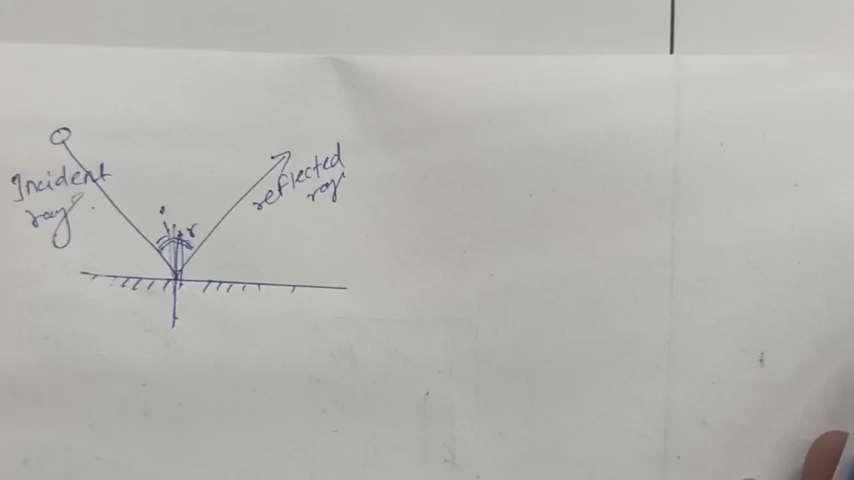 Incident
ray
i
r
reflected
ray